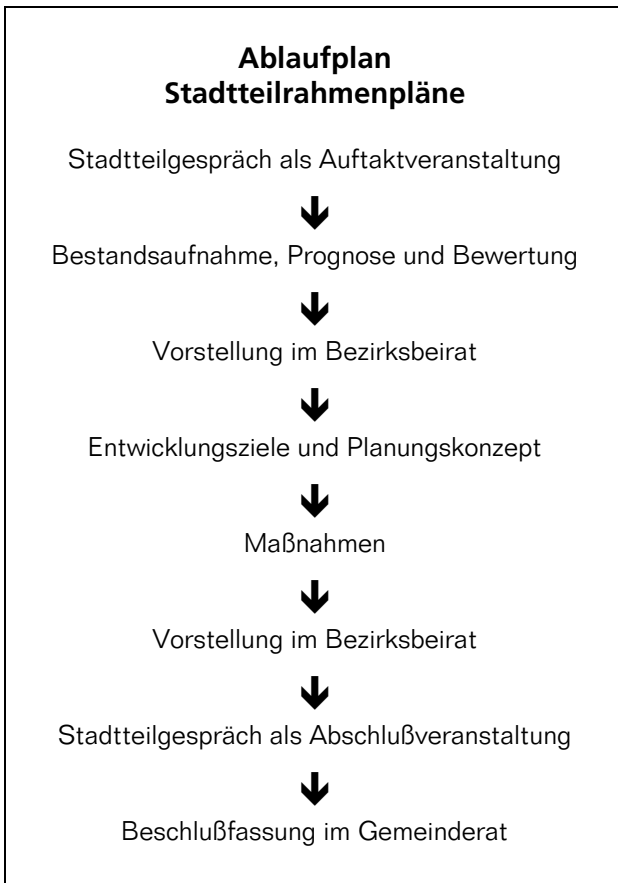 Ablaufplan
Stadtteilrahmenpläne
Stadtteilgespräch als Auftaktveranstaltung
Bestandsaufnahme, Prognose und Bewertung
Vorstellung im Bezirksbeirat
Entwicklungsziele und Planungskonzept
Maßnahmen
Vorstellung im Bezirksbeirat
Stadtteilgespräch als Abschlußveranstaltung
Beschlußfassung im Gemeinderat